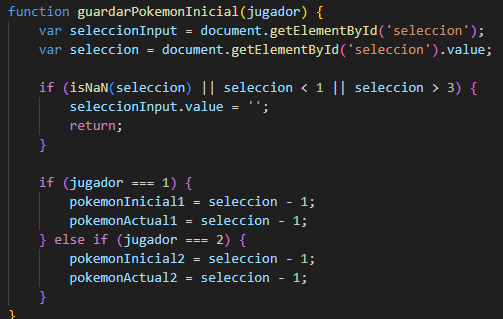 function guardarPokemonInicial(jugador) {
var seleccionInput = document.getElementById('seleccion');
var seleccion = document.getElementById('seleccion').value;
if (isNaN(seleccion) || seleccion < 1 || seleccion > 3) {
seleccionInput.value = '';
return;
}
if (jugador === 1) {
pokemonInicial1 = seleccion - 1;
pokemonActual1 = seleccion - 1;
} else if (jugador === 2) {
pokemonInicial2 = seleccion - 1;
pokemonActual2 = seleccion - 1;
}
}